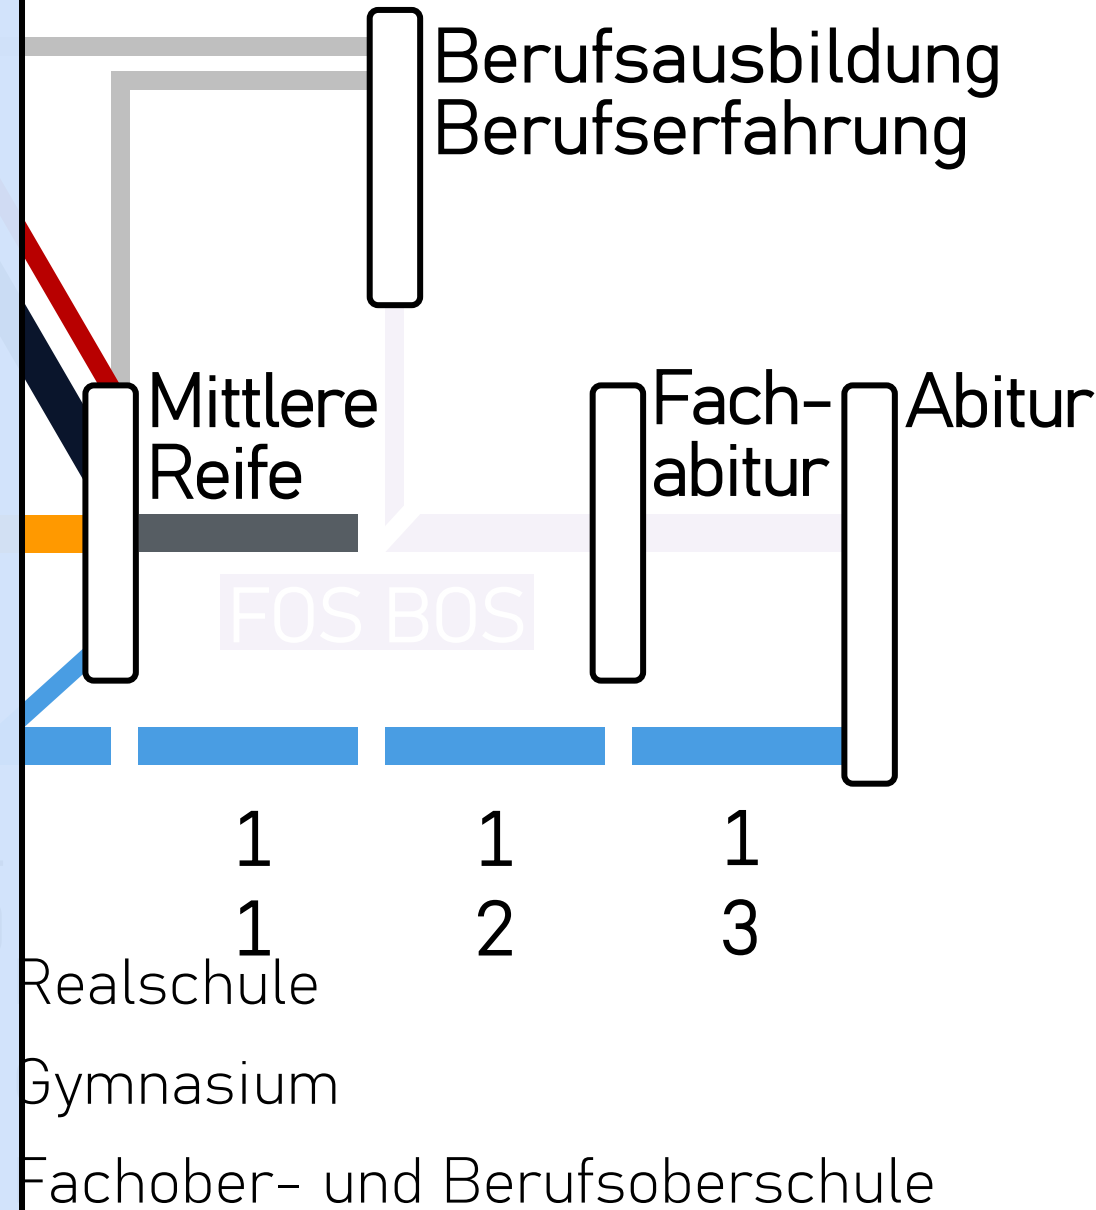 Berufsausbildung
Berufserfahrung
Mittlere
Reife
Fach-
abitur
Abitur
FOS BOS
1 1 1
1 2 3
Realschule
Gymnasium
Fachober- und Berufsoberschule